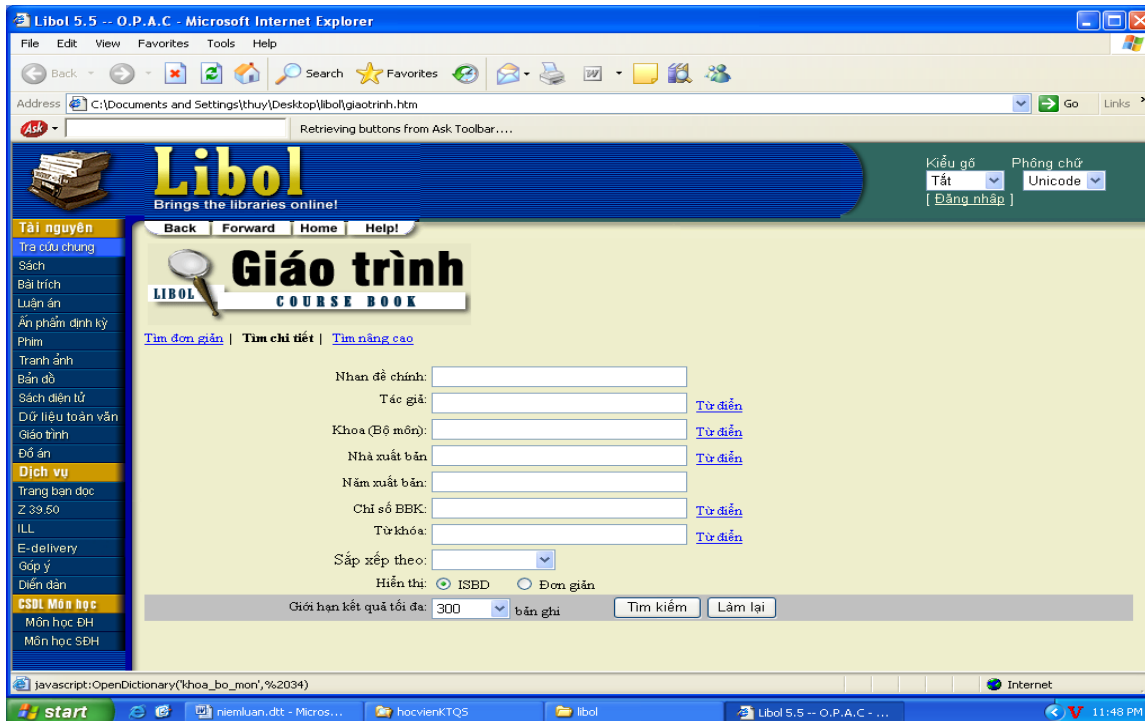 Libol 5.5 -- O.P.A.C - Microsoft Internet Explorer
File Edit View Favorites Tools Help
Back Search Favorites
Address C:\Documents and Settings\thuy\Desktop\libol\giaotrinh.htm Go Links
Ask Retrieving buttons from Ask Toolbar....
Libol
Brings the libraries online!
Kiểu gõ Phông chữ
Tắt Unicode
[ Đăng nhập ]
Back Forward Home Help!
Tài nguyên
Tra cứu chung
Sách
Bài trích
Luận án
Ấn phẩm định kỳ
Phim
Tranh ảnh
Bản đồ
Sách điện tử
Dữ liệu toàn văn
Giáo trình
Đồ án
Dịch vụ
Trang bạn đọc
Z 39.50
ILL
E-delivery
Góp ý
Diễn đàn
CSDL Môn học
Môn học ĐH
Môn học SĐH
LIBOL
Giáo trình
COURSE BOOK
Tìm đơn giản | Tìm chi tiết | Tìm nâng cao
Nhan đề chính:
Tác giả: Từ điển
Khoa (Bộ môn): Từ điển
Nhà xuất bản Từ điển
Năm xuất bản:
Chỉ số BBK: Từ điển
Từ khóa: Từ điển
Sắp xếp theo:
Hiển thị: ISBD Đơn giản
Giới hạn kết quả tối đa: 300 bản ghi Tìm kiếm Làm lại
javascript:OpenDictionary('khoa_bo_mon',%2034) Internet
start niemluan.dtt - Micros... hocvienKTQS libol Libol 5.5 -- O.P.A.C - ... 11:48 PM